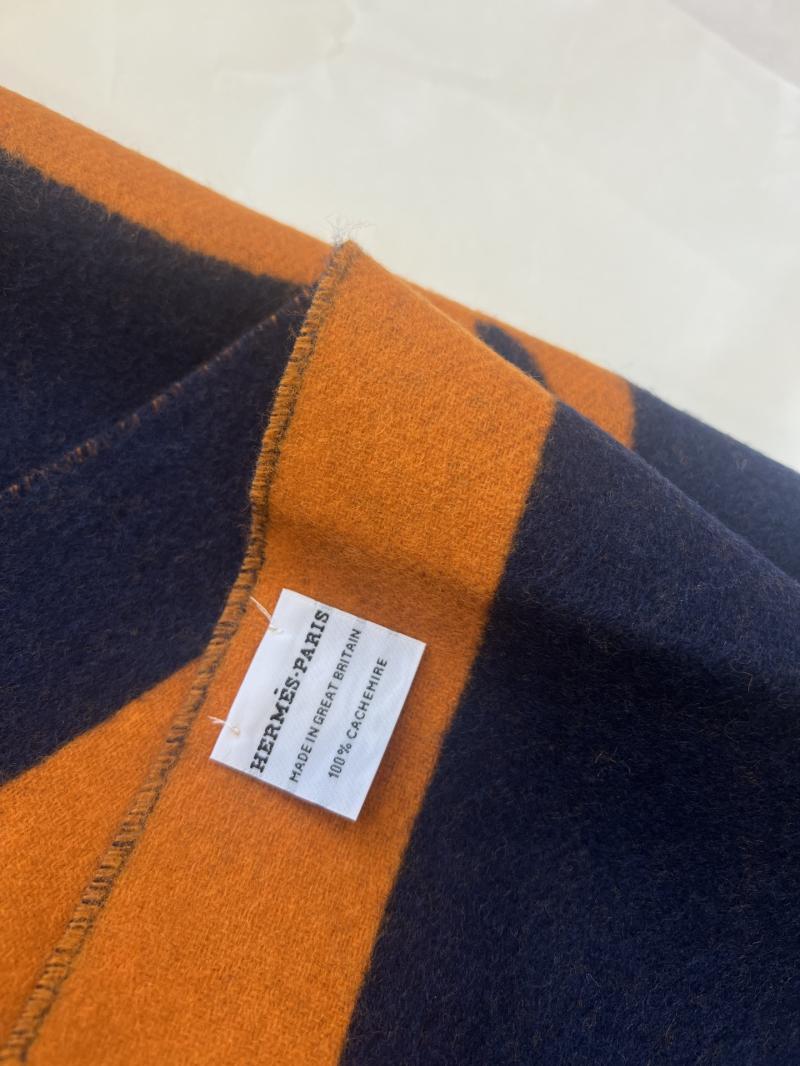 HERMÈS-PARIS
MADE IN GREAT BRITAIN
100% CACHEMIRE